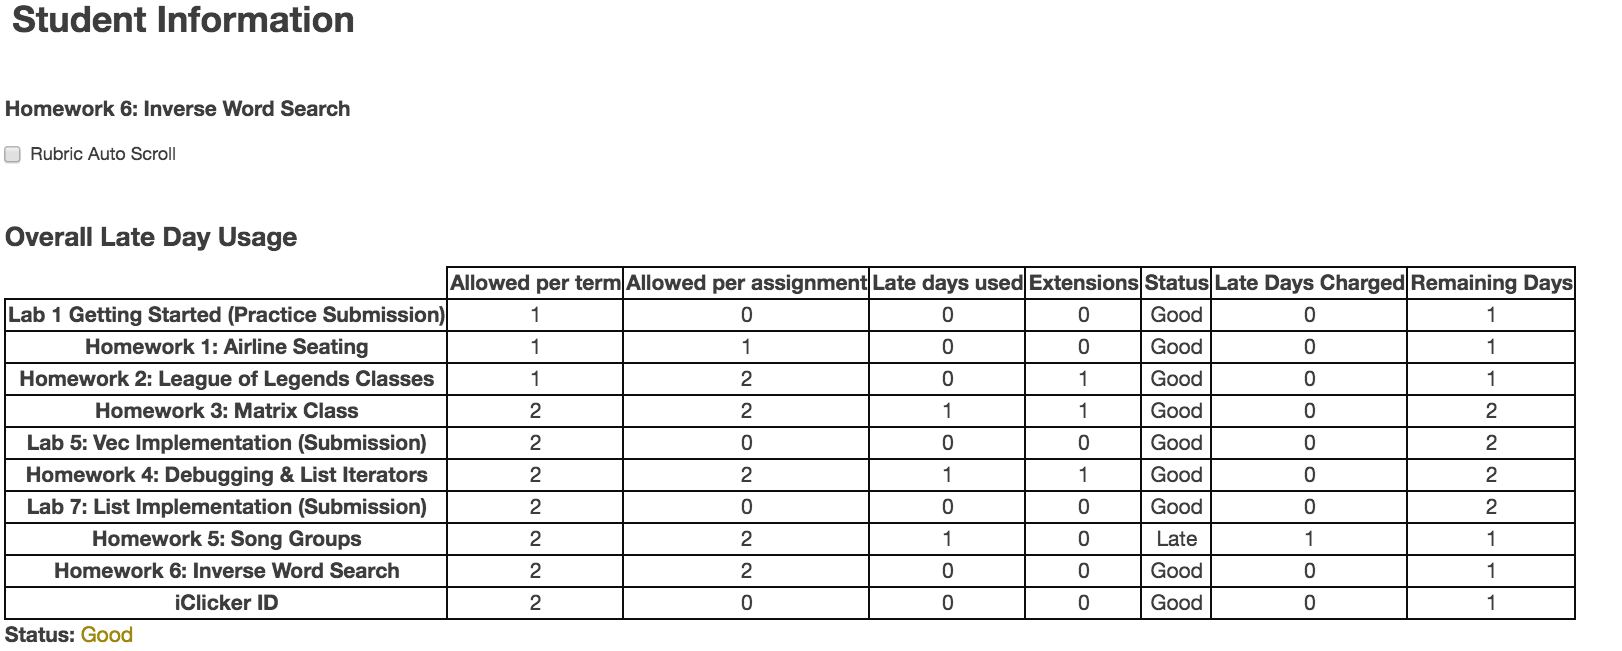 Student Information
Homework 6: Inverse Word Search
Rubric Auto Scroll
Overall Late Day Usage
Allowed per term Allowed per assignment Late days used Extensions Status Late Days Charged Remaining Days
Lab 1 Getting Started (Practice Submission) 1 0 0 0 Good 0 1
Homework 1: Airline Seating 1 1 0 0 Good 0 1
Homework 2: League of Legends Classes 1 2 0 1 Good 0 1
Homework 3: Matrix Class 2 2 1 1 Good 0 2
Lab 5: Vec Implementation (Submission) 2 0 0 0 Good 0 2
Homework 4: Debugging & List Iterators 2 2 1 1 Good 0 2
Lab 7: List Implementation (Submission) 2 0 0 0 Good 0 2
Homework 5: Song Groups 2 2 1 0 Late 1 1
Homework 6: Inverse Word Search 2 2 0 0 Good 0 1
iClicker ID 2 0 0 0 Good 0 1
Status: Good